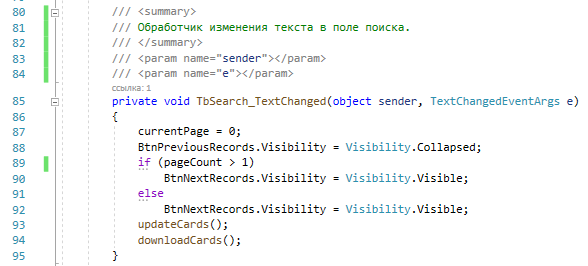 80 /// <summary>
81 /// Обработчик изменения текста в поле поиска.
82 /// </summary>
83 /// <param name="sender"></param>
84 /// <param name="e"></param>
ссылка: 1
85 private void TbSearch_TextChanged(object sender, TextChangedEventArgs e)
86 {
87 currentPage = 0;
88 BtnPreviousRecords.Visibility = Visibility.Collapsed;
89 if (pageCount > 1)
90 BtnNextRecords.Visibility = Visibility.Visible;
91 else
92 BtnNextRecords.Visibility = Visibility.Visible;
93 updateCards();
94 downloadCards();
95 }